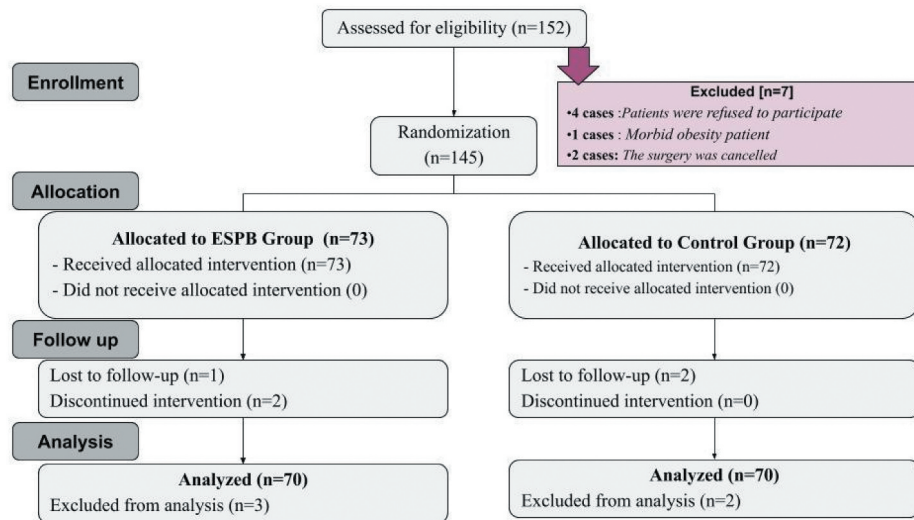 Assessed for eligibility (n=152)
Enrollment
Excluded [n=7]
•4 cases :Patients were refused to participate
•1 cases : Morbid obesity patient
•2 cases: The surgery was cancelled
Randomization
(n=145)
Allocation
Allocated to ESPB Group (n=73)
- Received allocated intervention (n=73)
- Did not receive allocated intervention (0)
Allocated to Control Group (n=72)
- Received allocated intervention (n=72)
- Did not receive allocated intervention (0)
Follow up
Lost to follow-up (n=1)
Discontinued intervention (n=2)
Lost to follow-up (n=2)
Discontinued intervention (n=0)
Analysis
Analyzed (n=70)
Excluded from analysis (n=3)
Analyzed (n=70)
Excluded from analysis (n=2)